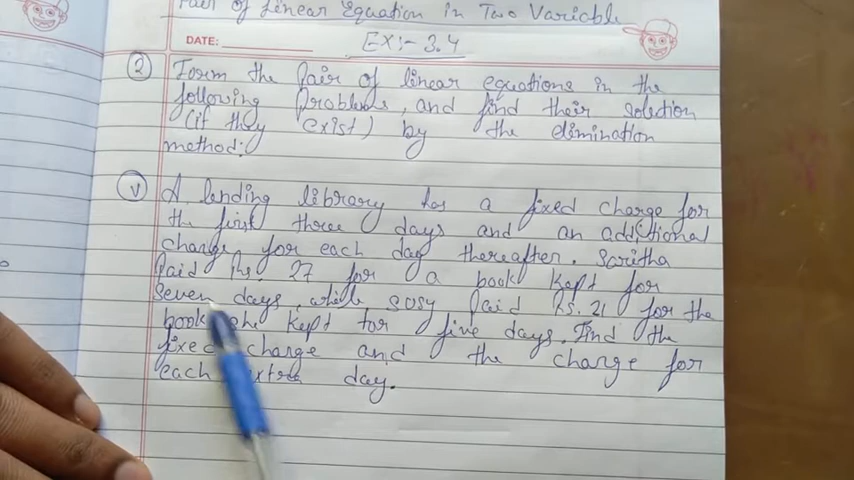 Pair of Linear Equation in Two Variable
DATE:
EX:- 3.4
② Form the Pair of linear equations in the
following Problems, and find their solution
(if they exist) by the elimination
method:
ⓥ A lending library has a fixed charge for
the first three days and an additional
charge for each day thereafter. Saritha
Paid Rs. 27 for a book kept for
Seven days, while susy Paid Rs. 21 for the
book she kept for five days. Find the
fixed charge and the charge for
each extra day.